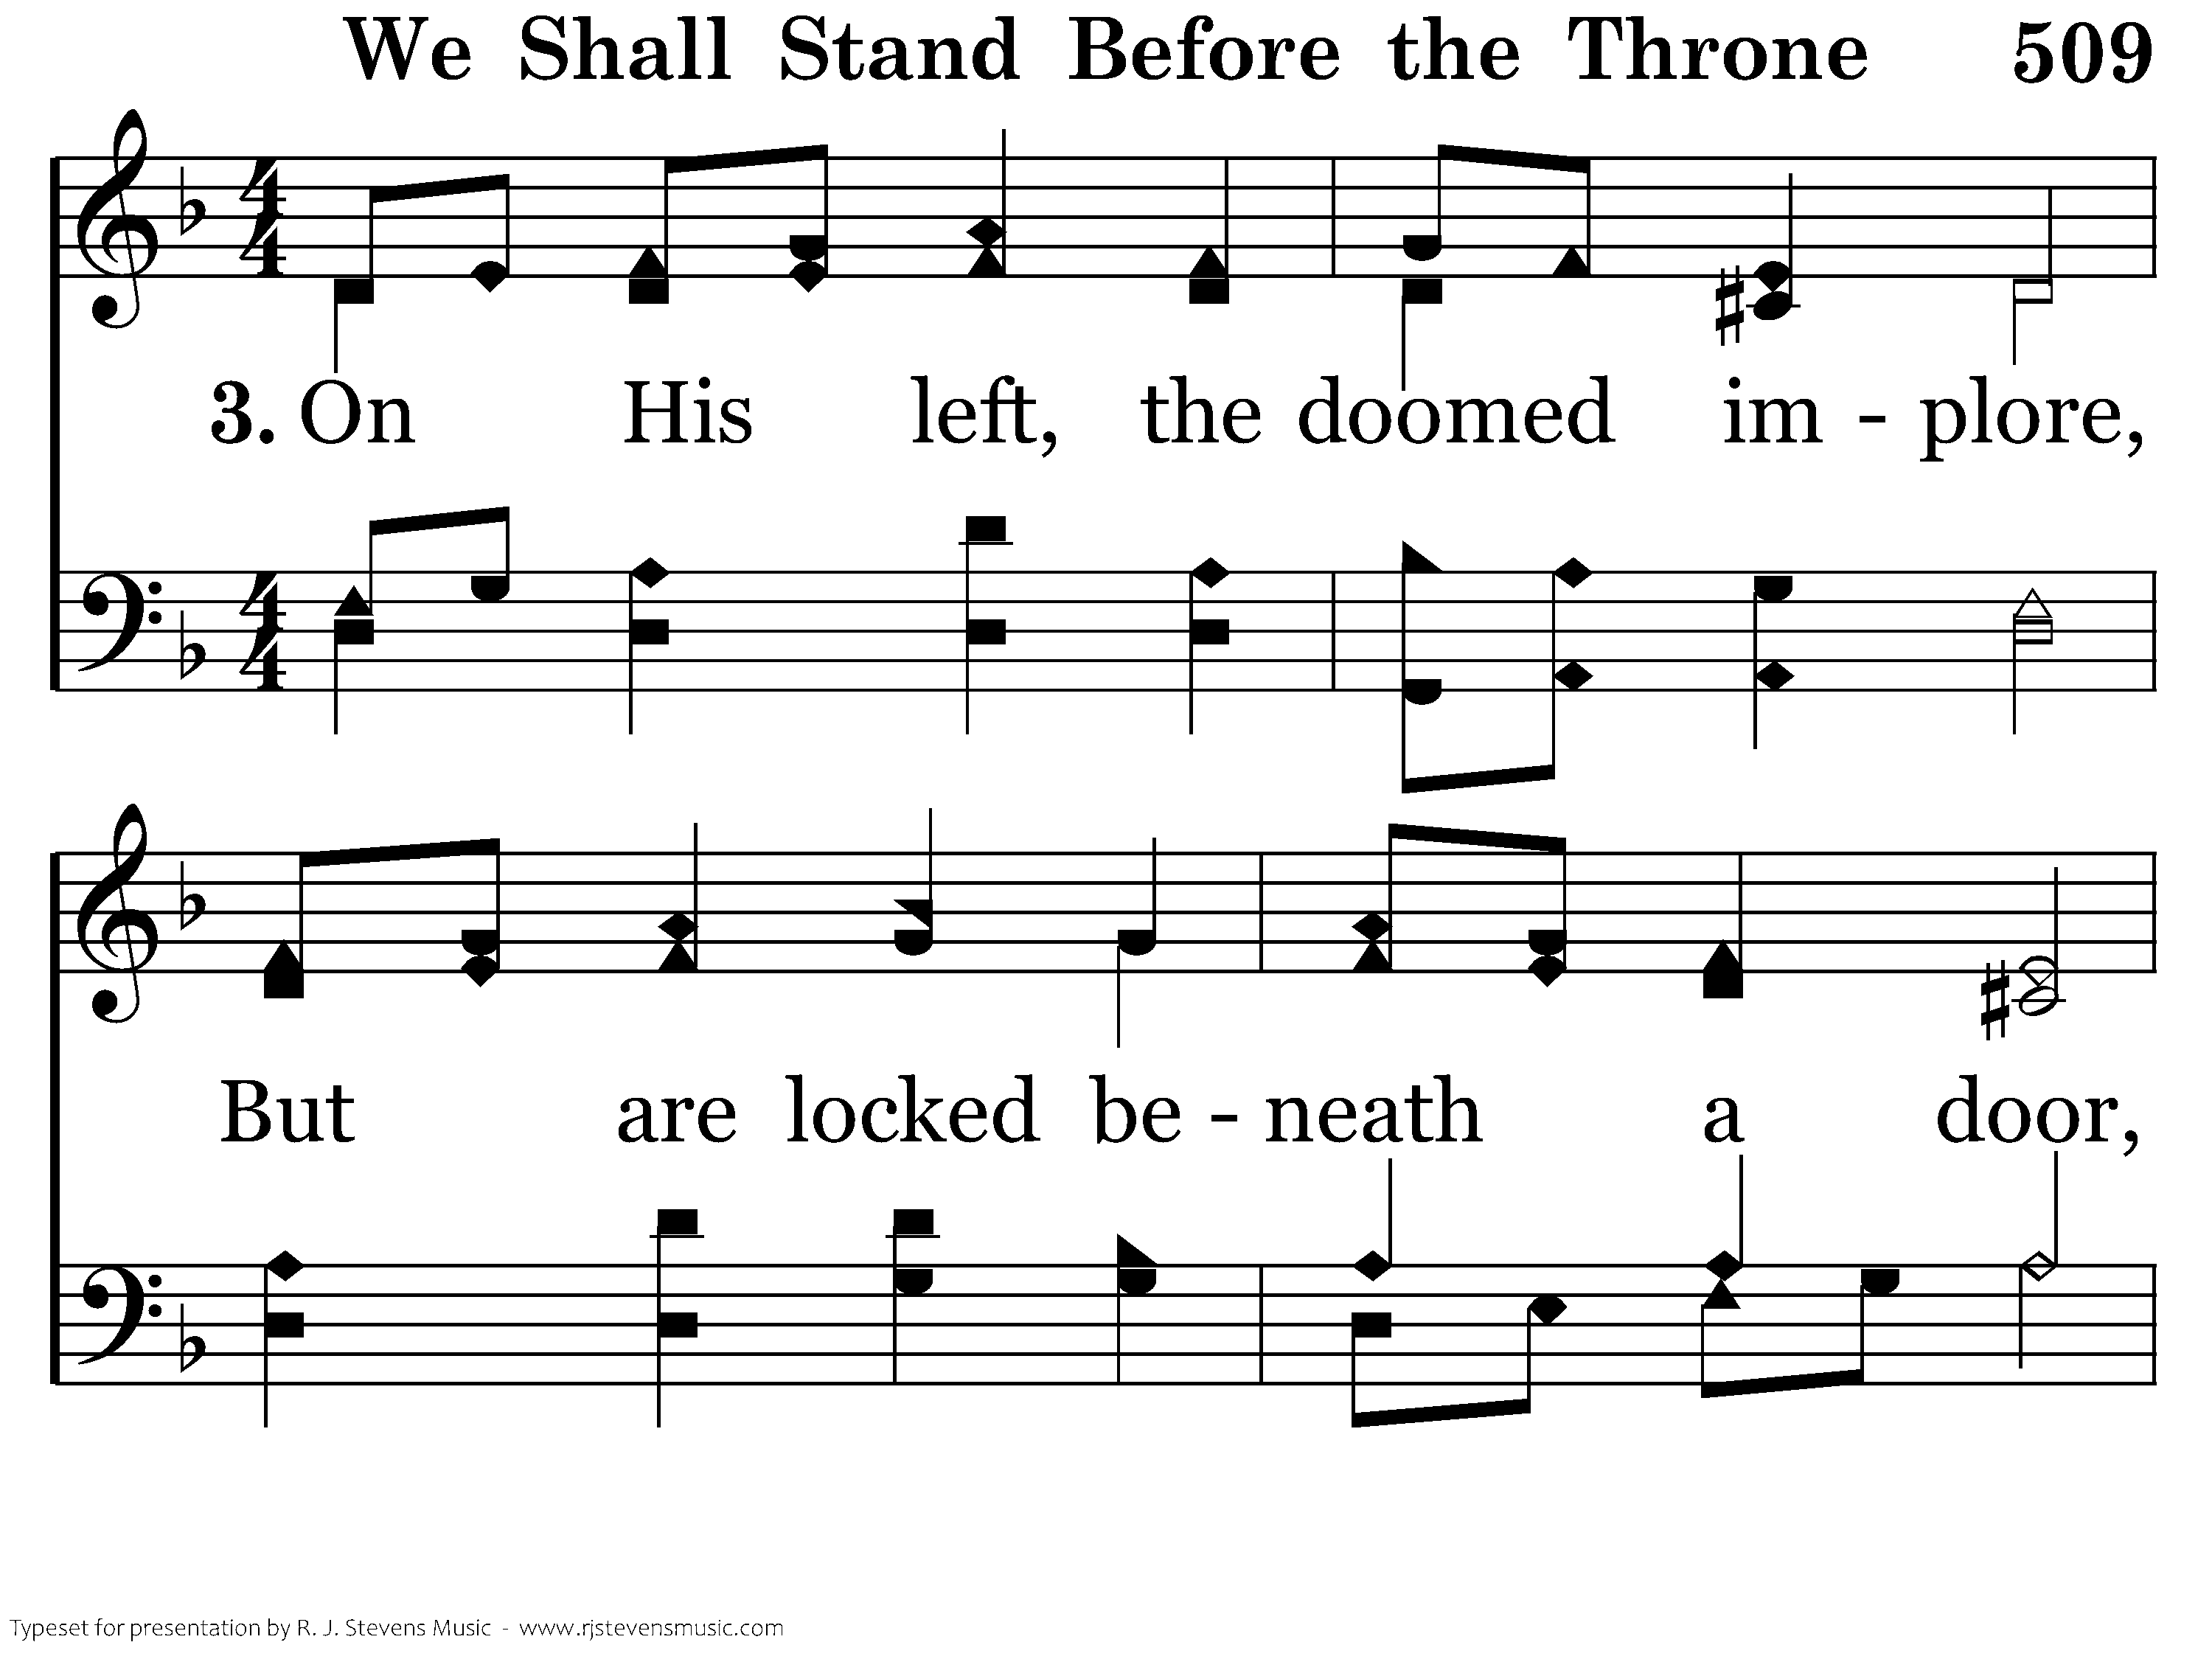 We Shall Stand Before the Throne 509
3. On His left, the doomed im - plore,
But are locked be - neath a door,
Typeset for presentation by R. J. Stevens Music - www.rjstevensmusic.com